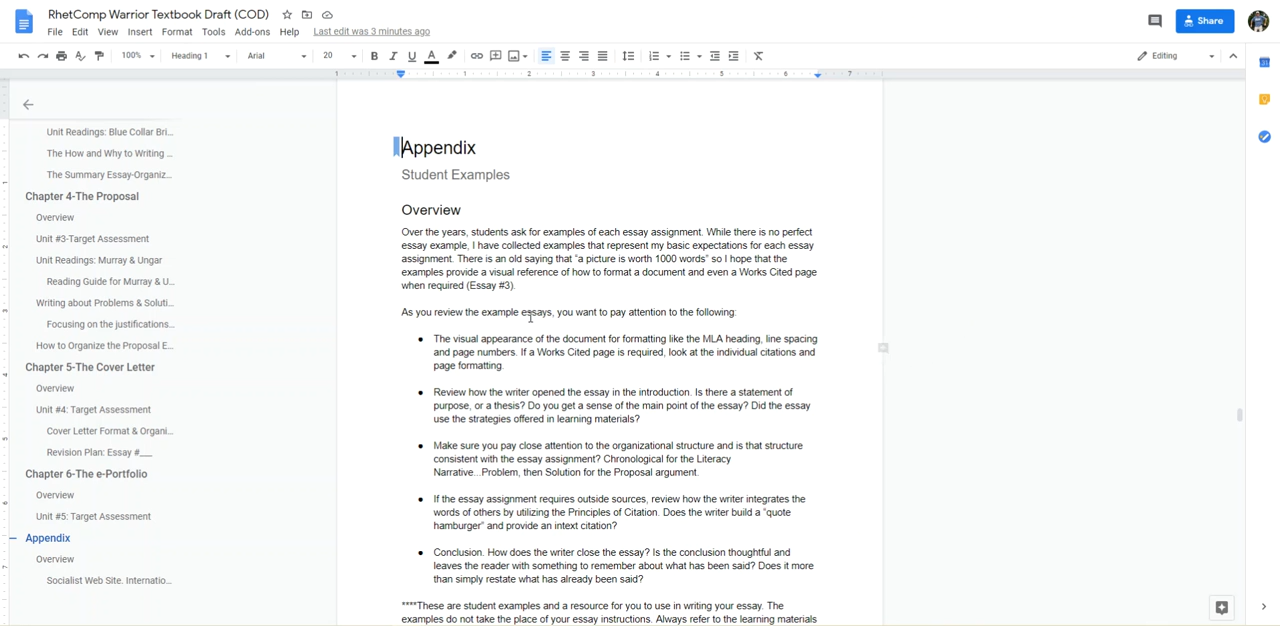 RhetComp Warrior Textbook Draft (COD)
File Edit View Insert Format Tools Add-ons Help Last edit was 3 minutes ago
Share
100% Heading 1 Arial 20 B I U A Editing
1 1 2 3 4 5 6 7
Unit Readings: Blue Collar Bri...
The How and Why to Writing ...
The Summary Essay-Organiz...
Chapter 4-The Proposal
Overview
Unit #3-Target Assessment
Unit Readings: Murray & Ungar
Reading Guide for Murray & U...
Writing about Problems & Soluti...
Focusing on the justifications...
How to Organize the Proposal E...
Chapter 5-The Cover Letter
Overview
Unit #4: Target Assessment
Cover Letter Format & Organi...
Revision Plan: Essay #___
Chapter 6-The e-Portfolio
Overview
Unit #5: Target Assessment
Appendix
Overview
Socialist Web Site. Internatio...
Appendix
Student Examples
Overview
Over the years, students ask for examples of each essay assignment. While there is no perfect
essay example, I have collected examples that represent my basic expectations for each essay
assignment. There is an old saying that “a picture is worth 1000 words” so I hope that the
examples provide a visual reference of how to format a document and even a Works Cited page
when required (Essay #3).
As you review the example essays, you want to pay attention to the following:
● The visual appearance of the document for formatting like the MLA heading, line spacing
and page numbers. If a Works Cited page is required, look at the individual citations and
page formatting.
● Review how the writer opened the essay in the introduction. Is there a statement of
purpose, or a thesis? Do you get a sense of the main point of the essay? Did the essay
use the strategies offered in learning materials?
● Make sure you pay close attention to the organizational structure and is that structure
consistent with the essay assignment? Chronological for the Literacy
Narrative...Problem, then Solution for the Proposal argument.
● If the essay assignment requires outside sources, review how the writer integrates the
words of others by utilizing the Principles of Citation. Does the writer build a “quote
hamburger” and provide an intext citation?
● Conclusion. How does the writer close the essay? Is the conclusion thoughtful and
leaves the reader with something to remember about what has been said? Does it more
than simply restate what has already been said?
****These are student examples and a resource for you to use in writing your essay. The
examples do not take the place of your essay instructions. Always refer to the learning materials